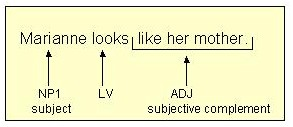 Marianne looks like her mother.
NP1 LV ADJ
subject subjective complement